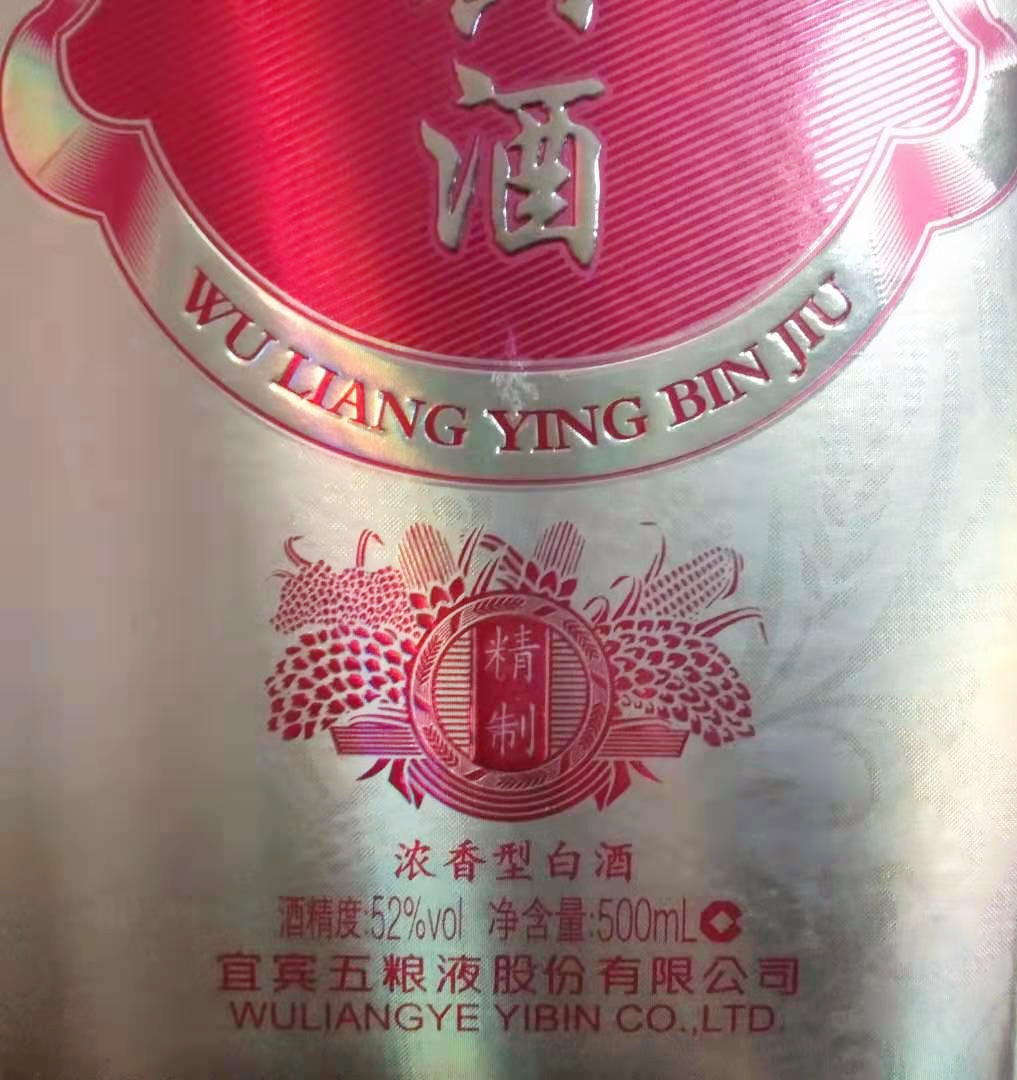 酒
WU LIANG YING BIN JIU
精制
浓香型白酒
酒精度:52%vol 净含量:500mL
宜宾五粮液股份有限公司
WULIANGYE YIBIN CO.,LTD.